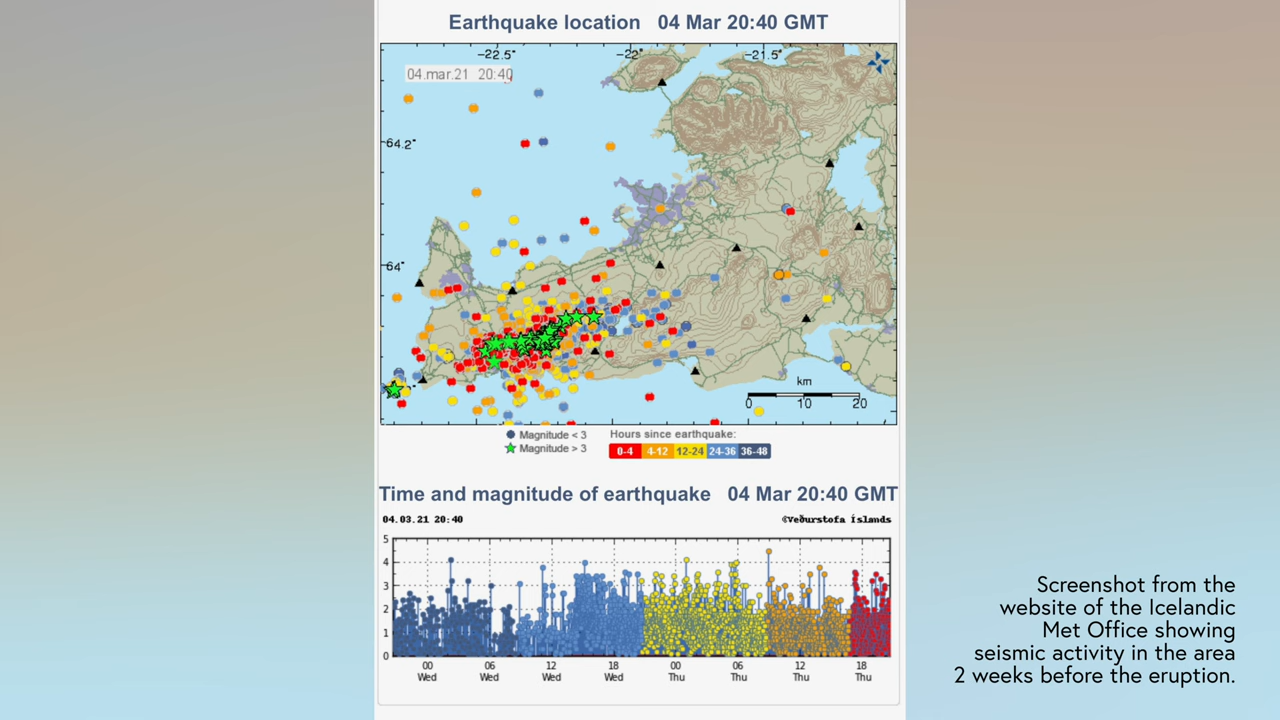 Earthquake location 04 Mar 20:40 GMT
-22.5° -22° -21.5°
04.mar.21 20:40
64.2°
64°
km
0 10 20
Magnitude < 3
Magnitude > 3
Hours since earthquake:
0-4 4-12 12-24 24-36 36-48
Time and magnitude of earthquake 04 Mar 20:40 GMT
04.03.21 20:40 ©Veðurstofa Íslands
5
4
3
2
1
0
00 06 12 18 00 06 12 18
Wed Wed Wed Wed Thu Thu Thu Thu
Screenshot from the
website of the Icelandic
Met Office showing
seismic activity in the area
2 weeks before the eruption.